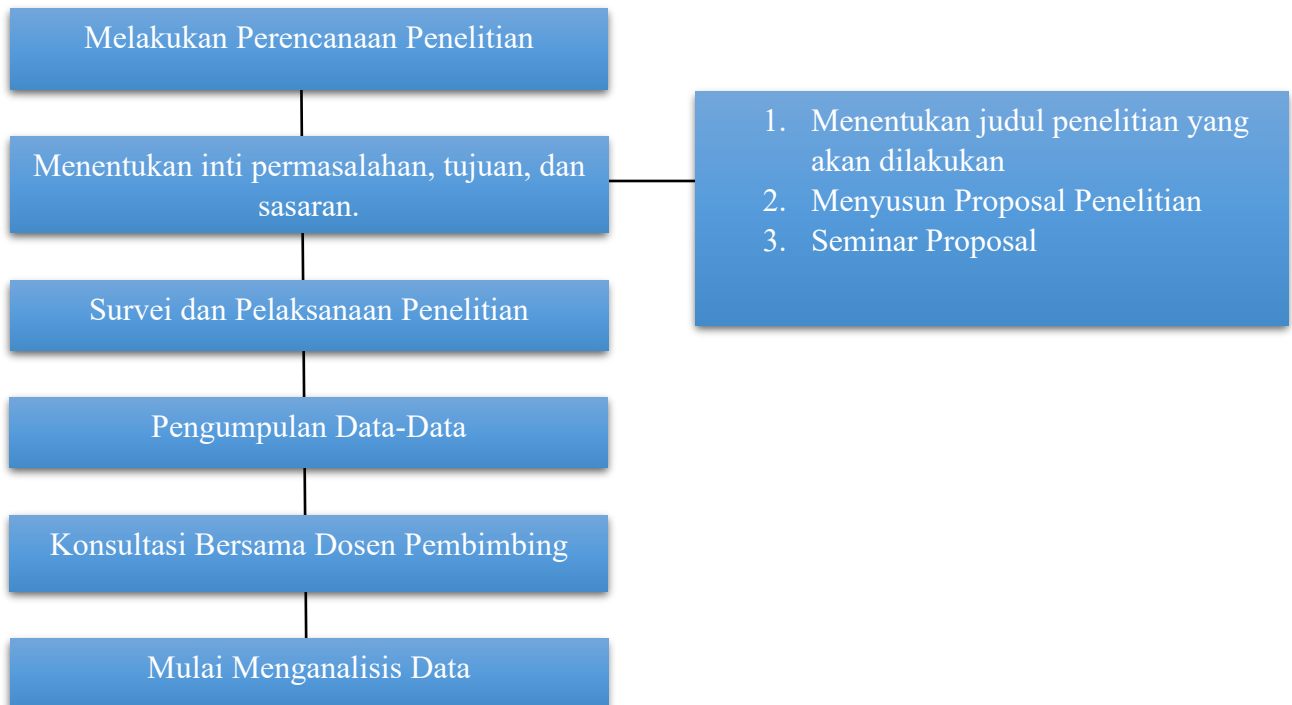 Melakukan Perencanaan Penelitian
Menentukan inti permasalahan, tujuan, dan
sasaran.
1. Menentukan judul penelitian yang
akan dilakukan
2. Menyusun Proposal Penelitian
3. Seminar Proposal
Survei dan Pelaksanaan Penelitian
Pengumpulan Data-Data
Konsultasi Bersama Dosen Pembimbing
Mulai Menganalisis Data